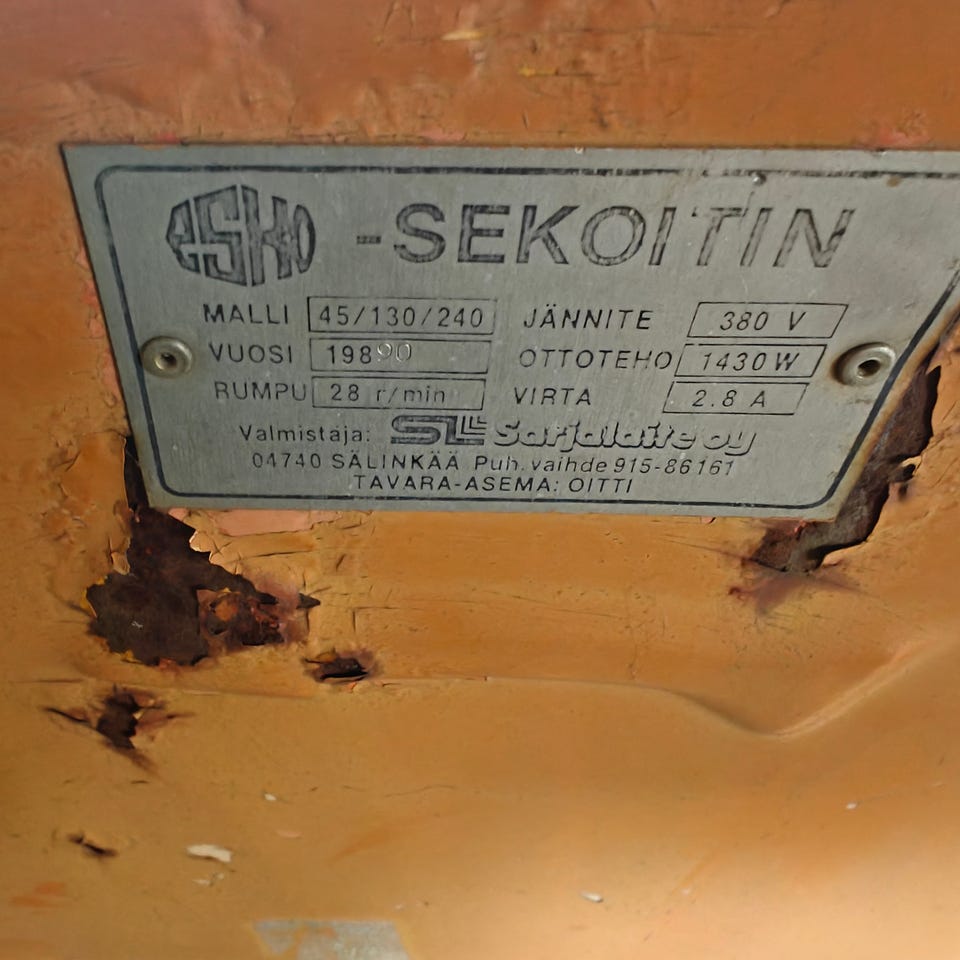 esko -SEKOITIN
MALLI 45/130/240 JÄNNITE 380 V
VUOSI 19890 OTTOTEHO 1430 W
RUMPU 28 r/min VIRTA 2.8 A
Valmistaja: SL Sarjalaite oy
04740 SÄLINKÄÄ Puh. vaihde 915-86161
TAVARA-ASEMA: OITTI